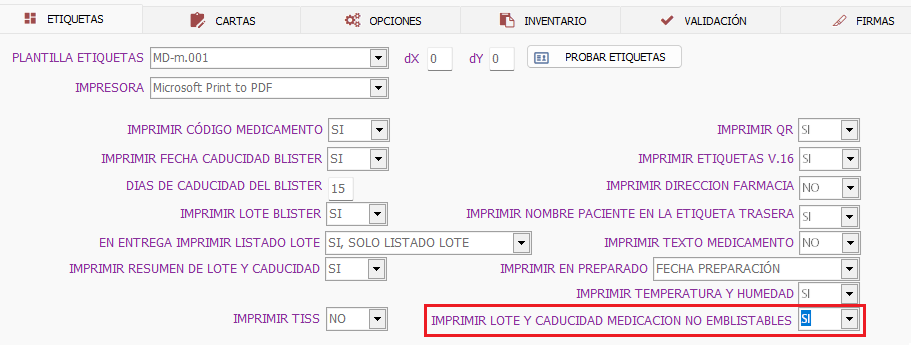 ETIQUETAS CARTAS OPCIONES INVENTARIO VALIDACIÓN FIRMAS
PLANTILLA ETIQUETAS MD-m.001 dX 0 dY 0 PROBAR ETIQUETAS
IMPRESORA Microsoft Print to PDF
IMPRIMIR CÓDIGO MEDICAMENTO SI IMPRIMIR QR SI
IMPRIMIR FECHA CADUCIDAD BLISTER SI IMPRIMIR ETIQUETAS V.16 SI
DIAS DE CADUCIDAD DEL BLISTER 15 IMPRIMIR DIRECCION FARMACIA NO
IMPRIMIR LOTE BLISTER SI IMPRIMIR NOMBRE PACIENTE EN LA ETIQUETA TRASERA SI
EN ENTREGA IMPRIMIR LISTADO LOTE SI, SOLO LISTADO LOTE IMPRIMIR TEXTO MEDICAMENTO NO
IMPRIMIR RESUMEN DE LOTE Y CADUCIDAD SI IMPRIMIR EN PREPARADO FECHA PREPARACIÓN
IMPRIMIR TEMPERATURA Y HUMEDAD SI
IMPRIMIR TISS NO IMPRIMIR LOTE Y CADUCIDAD MEDICACION NO EMBLISTABLES SI